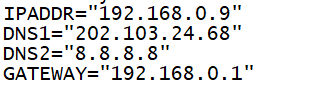 IPADDR="192.168.0.9"
DNS1="202.103.24.68"
DNS2="8.8.8.8"
GATEWAY="192.168.0.1"